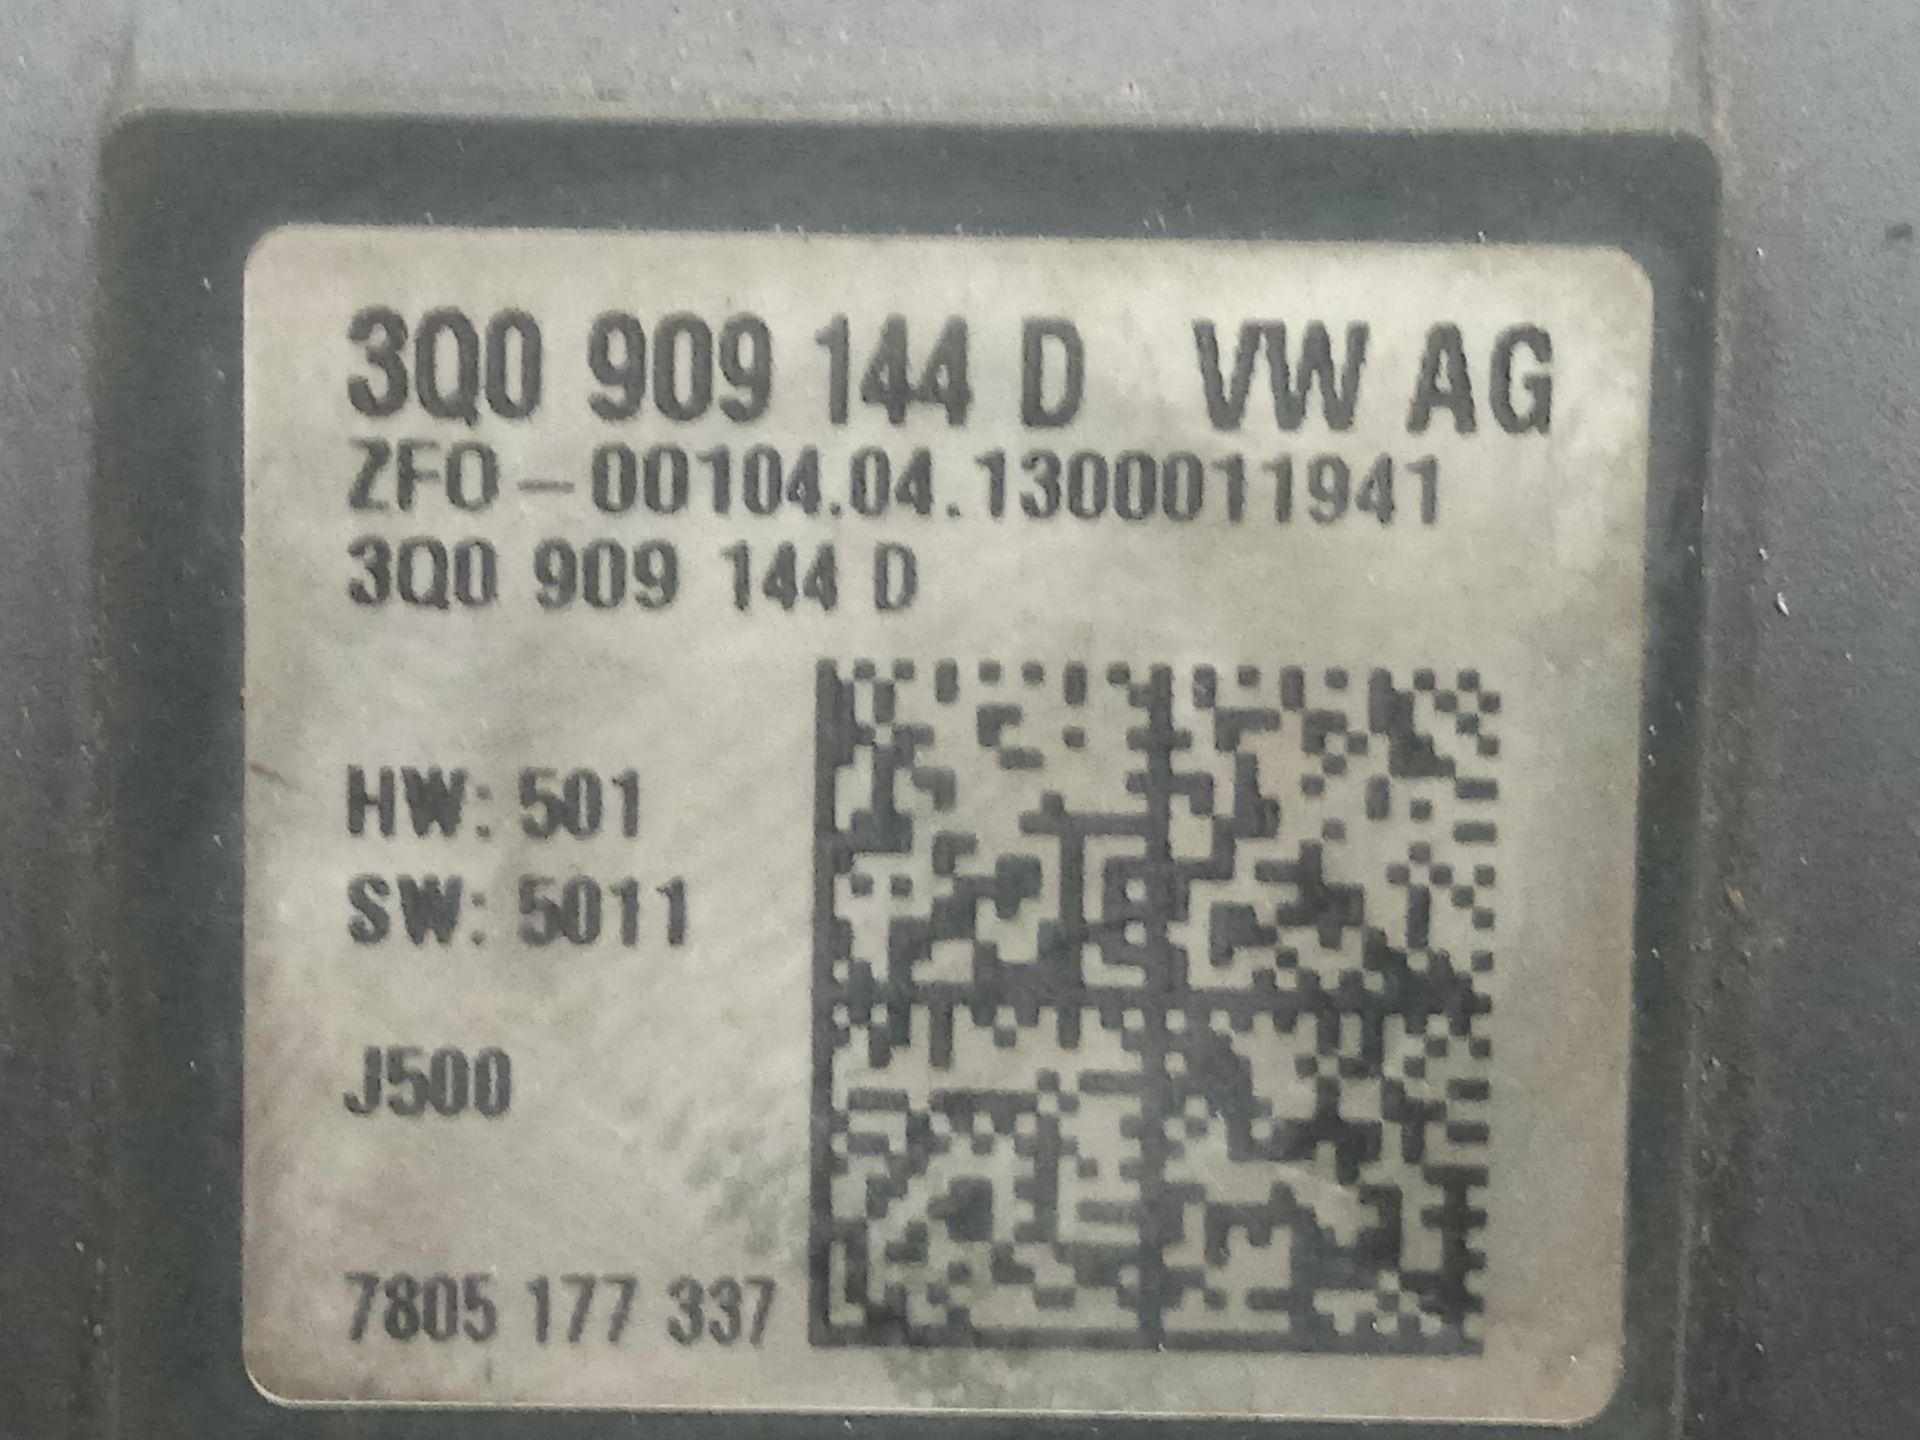 3Q0 909 144 D VW AG
ZFO-00104.04.1300011941
3Q0 909 144 D
HW: 501
SW: 5011
J500
7805 177 337